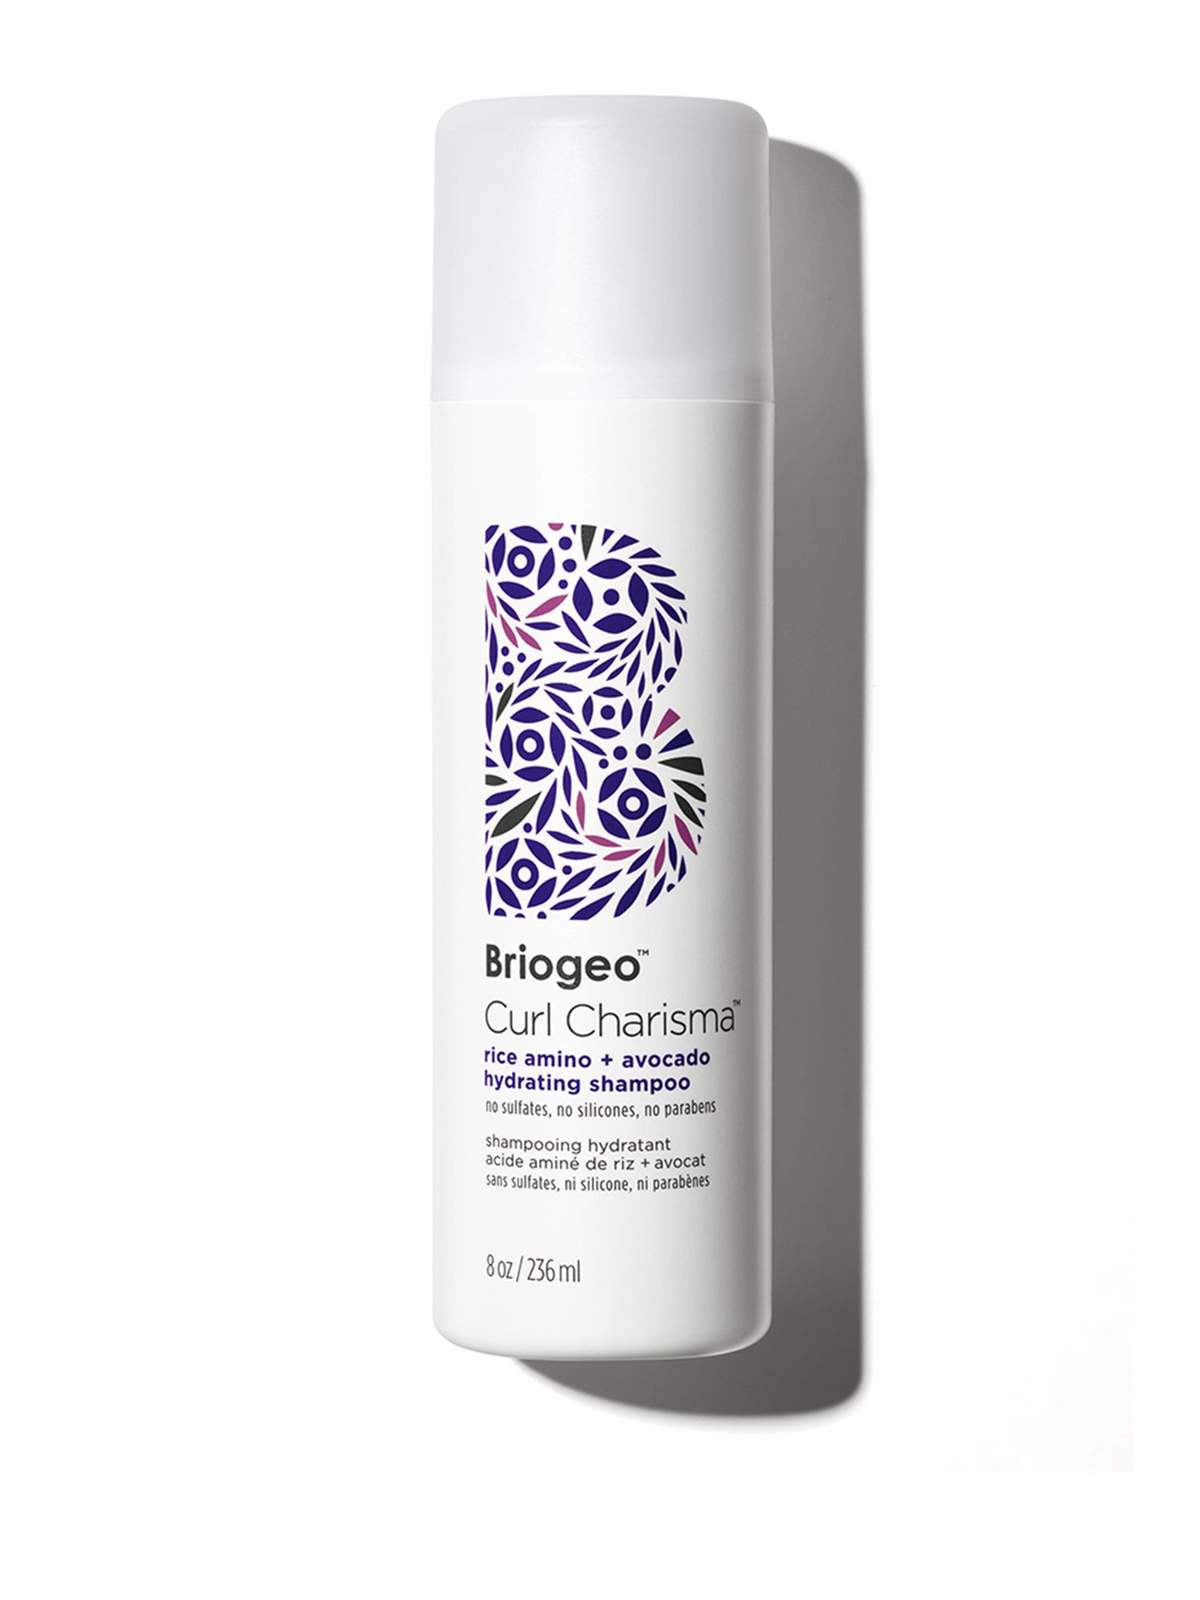 Briogeo™
Curl Charisma™
rice amino + avocado
hydrating shampoo
no sulfates, no silicones, no parabens
shampooing hydratant
acide aminé de riz + avocat
sans sulfates, ni silicone, ni parabènes
8 oz / 236 ml